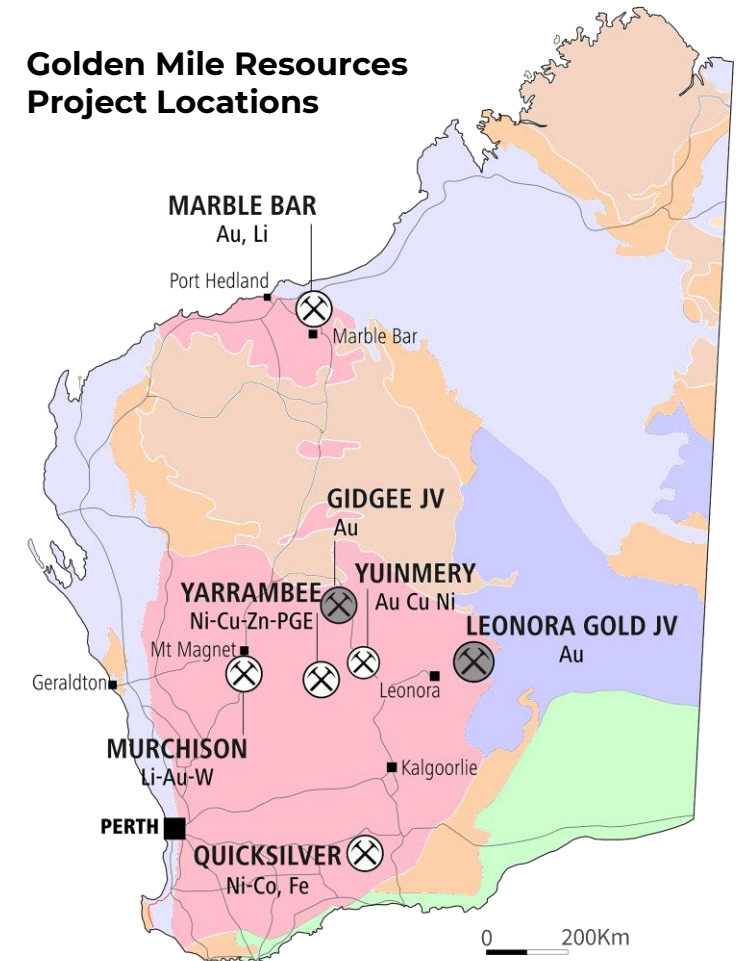 Golden Mile Resources
Project Locations
MARBLE BAR
Au, Li
Port Hedland
Marble Bar
GIDGEE JV
Au
YARRAMBEE
Ni-Cu-Zn-PGE
YUINMERY
Au Cu Ni
LEONORA GOLD JV
Au
Mt Magnet
Geraldton
Leonora
MURCHISON
Li-Au-W
Kalgoorlie
PERTH
QUICKSILVER
Ni-Co, Fe
0 200Km